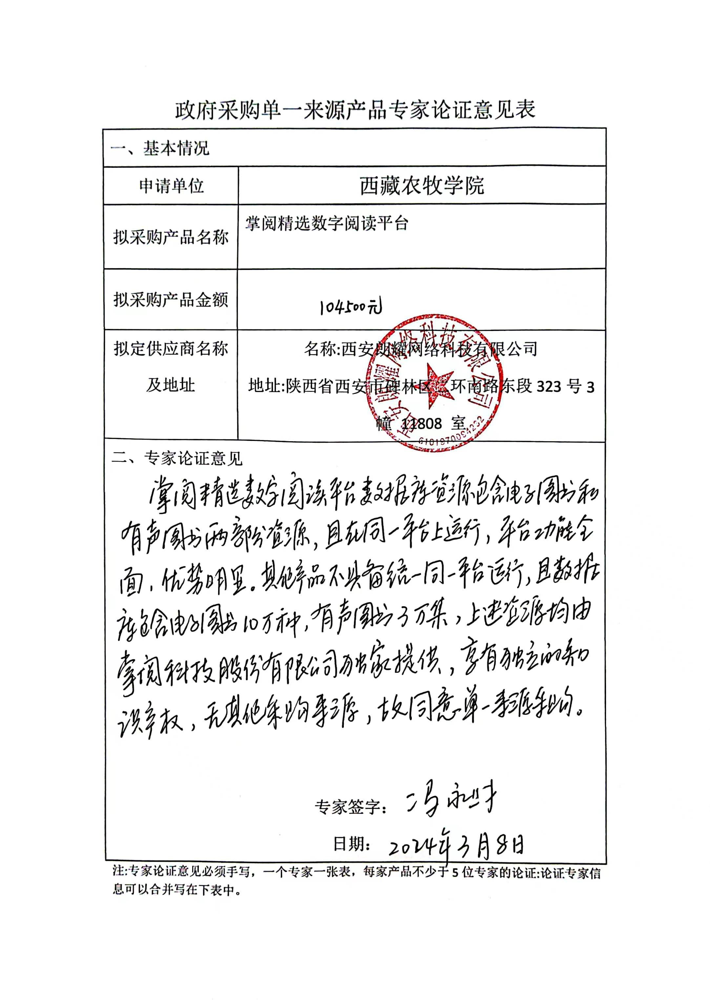 政府采购单一来源产品专家论证意见表
一、基本情况
申请单位
西藏农牧学院
拟采购产品名称
掌阅精选数字阅读平台
拟采购产品金额
104500元
拟定供应商名称
及地址
名称:西安朗耀网络科技有限公司
地址:陕西省西安市碑林区二环南路东段 323 号 3
幢 11808 室
西安朗耀网络科技有限公司
6101970094232
二、专家论证意见
掌阅精选数字阅读平台数据库资源包含电子图书和
有声图书两部分资源,且在同一平台上运行,平台功能全
面,优势明显。其他产品不具备统一同一平台运行,且数据
库包含电子图书10万种,有声图书3万集,上述资源均由
掌阅科技股份有限公司独家提供,享有独立的知
识产权,无其他采购来源,故同意单一来源采购。
专家签字: 冯永财
日期: 2024年3月8日
注:专家论证意见必须手写，一个专家一张表，每家产品不少于 5 位专家的论证:论证专家信
息可以合并写在下表中。